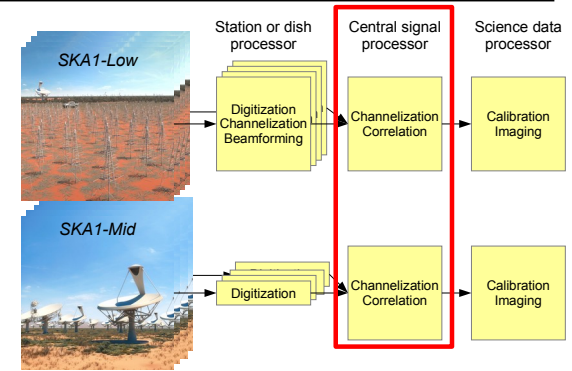 Station or dish
processor
Central signal
processor
Science data
processor
SKA1-Low
Digitization
Channelization
Beamforming
Channelization
Correlation
Calibration
Imaging
SKA1-Mid
Digitization
Channelization
Correlation
Calibration
Imaging